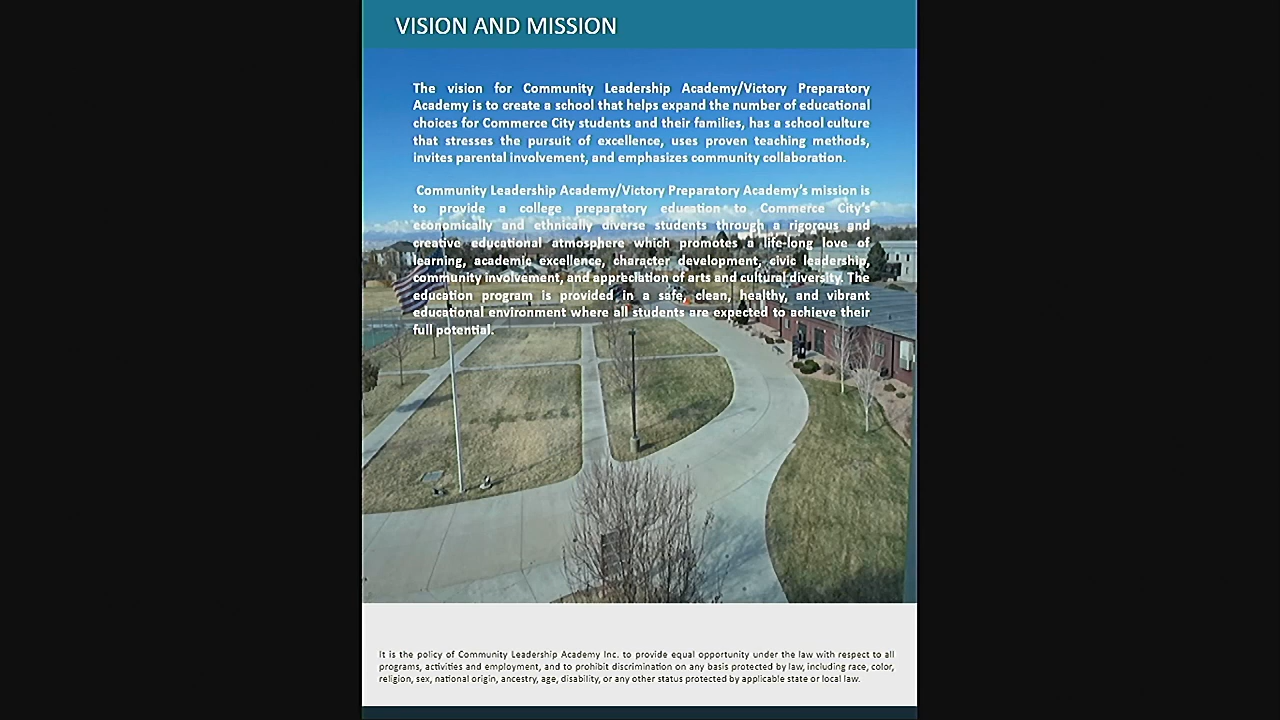 VISION AND MISSION
The vision for Community Leadership Academy/Victory Preparatory
Academy is to create a school that helps expand the number of educational
choices for Commerce City students and their families, has a school culture
that stresses the pursuit of excellence, uses proven teaching methods,
invites parental involvement, and emphasizes community collaboration.
Community Leadership Academy/Victory Preparatory Academy's mission is
to provide a college preparatory education to Commerce City's
economically and ethnically diverse students through a rigorous and
creative educational atmosphere which promotes a life-long love of
learning, academic excellence, character development, civic leadership,
community involvement, and appreciation of arts and cultural diversity. The
education program is provided in a safe, clean, healthy, and vibrant
educational environment where all students are expected to achieve their
full potential.
It is the policy of Community Leadership Academy Inc. to provide equal opportunity under the law with respect to all
programs, activities and employment, and to prohibit discrimination on any basis protected by law, including race, color,
religion, sex, national origin, ancestry, age, disability, or any other status protected by applicable state or local law.